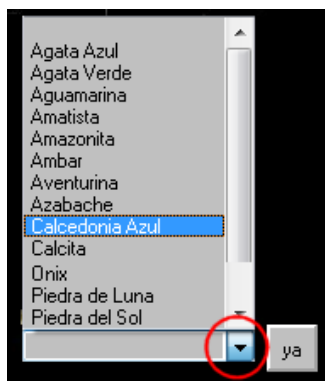 Agata Azul
Agata Verde
Aguamarina
Amatista
Amazonita
Ambar
Aventurina
Azabache
Calcedonia Azul
Calcita
Onix
Piedra de Luna
Piedra del Sol
ya